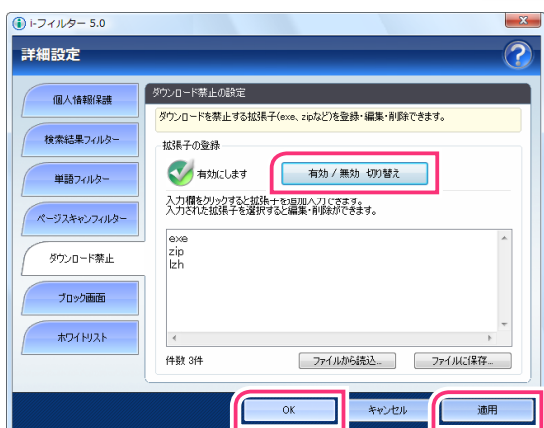 i-フィルター 5.0
詳細設定
個人情報保護
検索結果フィルター
単語フィルター
ページスキャンフィルター
ダウンロード禁止
ブロック画面
ホワイトリスト
ダウンロード禁止の設定
ダウンロードを禁止する拡張子(exe、zipなど)を登録・編集・削除できます。
拡張子の登録
有効にします
有効 / 無効 切り替え
入力欄をクリックすると拡張子を追加入力できます。
入力された拡張子を選択すると編集・削除ができます。
exe
zip
lzh
件数 3件
ファイルから読込...
ファイルに保存...
OK
キャンセル
適用